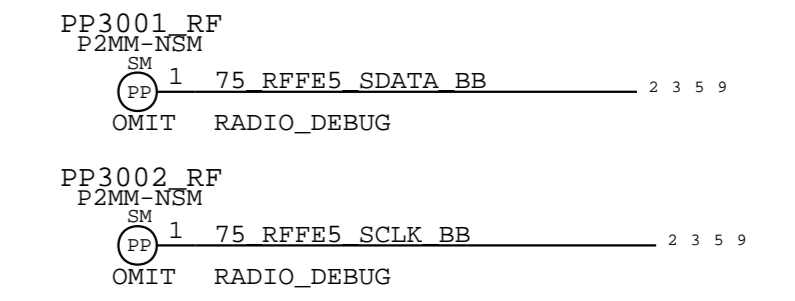 PP3001_RF
P2MM-NSM
SM
PP 1 75_RFFE5_SDATA_BB 2 3 5 9
OMIT RADIO_DEBUG
PP3002_RF
P2MM-NSM
SM
PP 1 75_RFFE5_SCLK_BB 2 3 5 9
OMIT RADIO_DEBUG